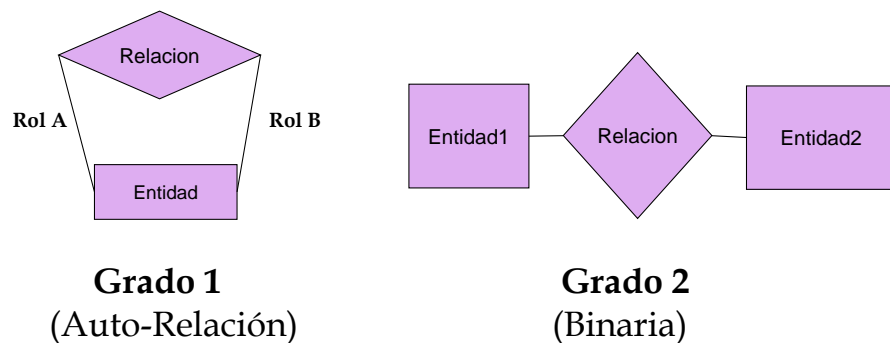 Relacion
Rol A
Rol B
Entidad
Grado 1
(Auto-Relación)
Entidad1
Relacion
Entidad2
Grado 2
(Binaria)